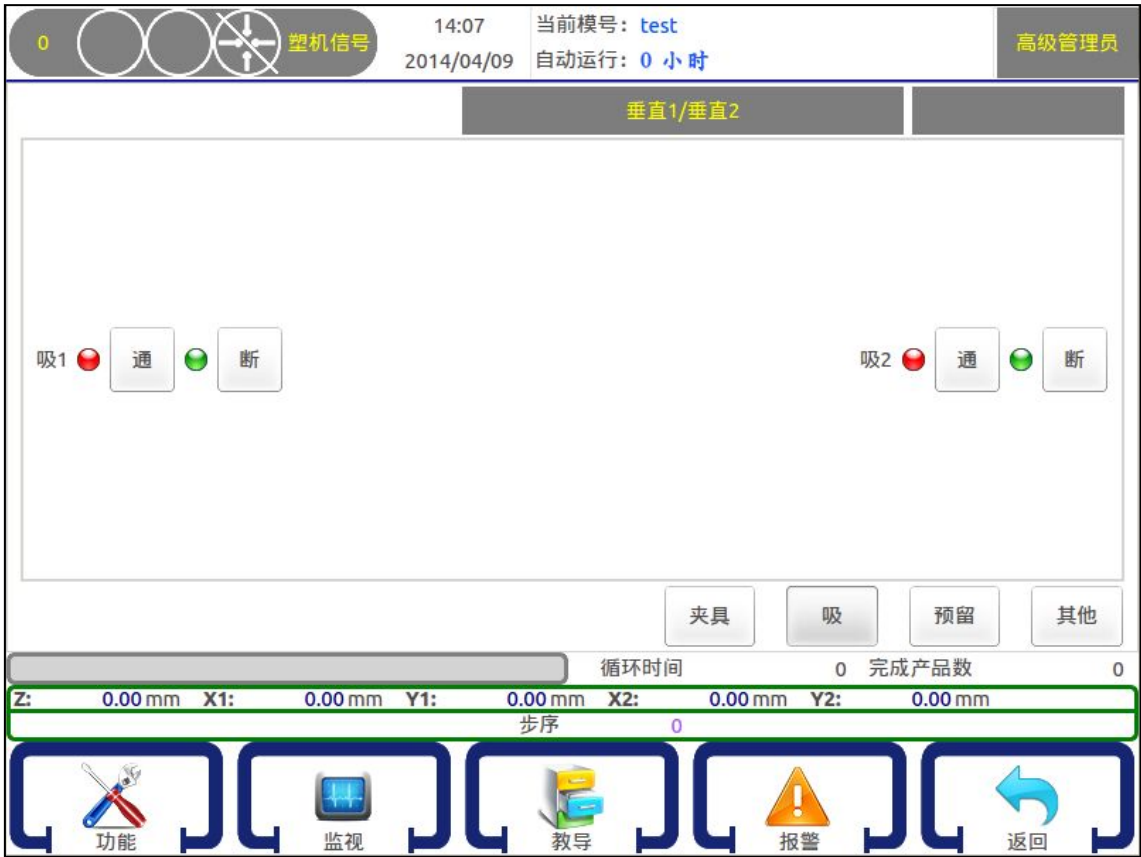 0 塑机信号 14:07 当前模号：test 高级管理员
2014/04/09 自动运行：0 小时
垂直1/垂直2
吸1 通 断 吸2 通 断
夹具 吸 预留 其他
循环时间 0 完成产品数 0
Z: 0.00 mm X1: 0.00 mm Y1: 0.00 mm X2: 0.00 mm Y2: 0.00 mm
步序 0
功能 监视 教导 报警 返回